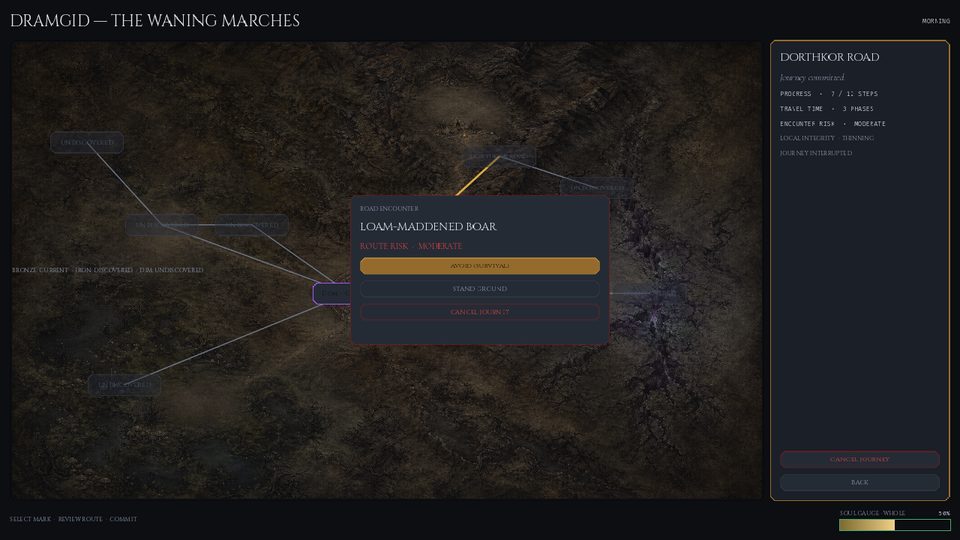 DRAMGID — THE WANING MARCHES
MORNING
DORTHKOR ROAD
Journey committed
PROGRESS · 7 / 12 STEPS
TRAVEL TIME · 3 PHASES
ENCOUNTER RISK · MODERATE
LOCAL INTEGRITY · THINNING
JOURNEY INTERRUPTED
UNDISCOVERED
UNDISCOVERED
UNDISCOVERED
UNDISCOVERED
BRONZE CURRENT · IRON DISCOVERED · DIM UNDISCOVERED
UNDISCOVERED
ROAD ENCOUNTER
LOAM-MADDENED BOAR
ROUTE RISK · MODERATE
AVOID (SURVIVAL)
STAND GROUND
CANCEL JOURNEY
CANCEL JOURNEY
BACK
SELECT MARK · REVIEW ROUTE · COMMIT
SOUL GAUGE · WHOLE 50%